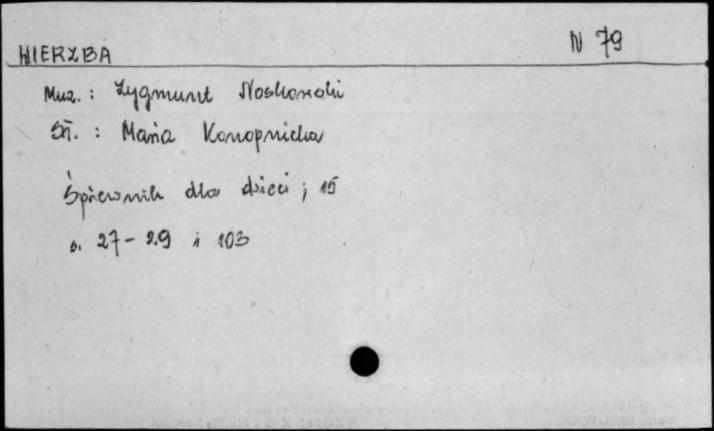 WIERZBA N 79
Muz. : Zygmunt Noskowski
Sł. : Maria Konopnicka
Śpiewnik dla dzieci ; 15
s. 27-29 i 103